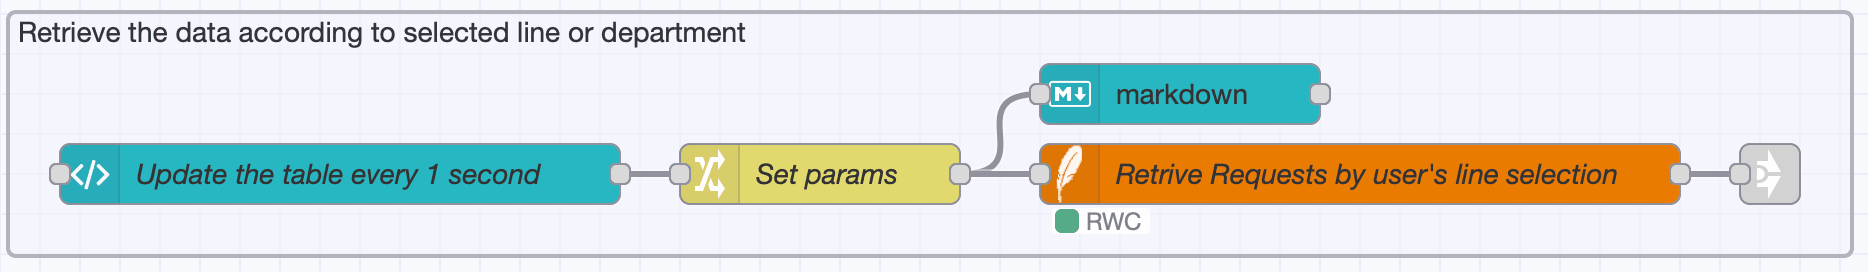 Retrieve the data according to selected line or department
M
markdown
</> Update the table every 1 second
Set params
Retrive Requests by user's line selection
RWC